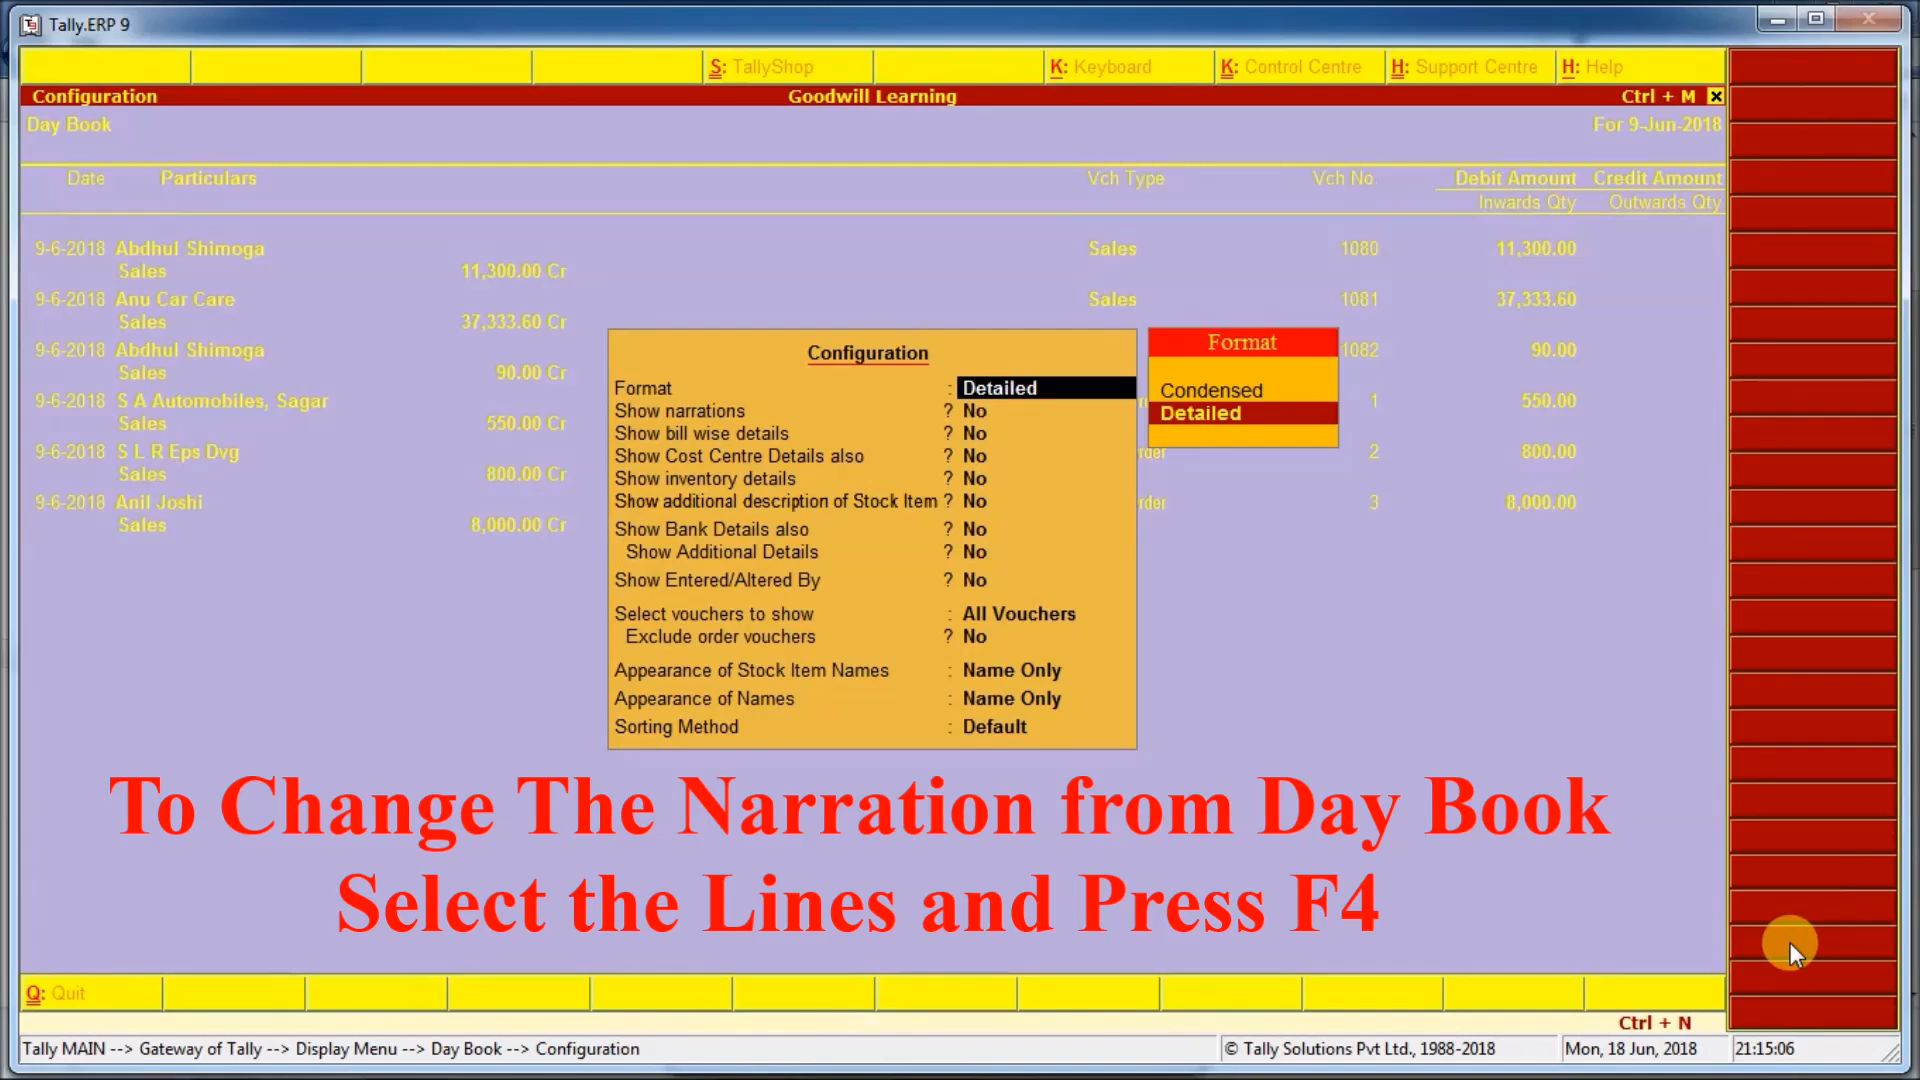 Tally.ERP 9
S: TallyShop K: Keyboard K: Control Centre H: Support Centre H: Help
Configuration Goodwill Learning Ctrl + M
Day Book For 9-Jun-2018
Date Particulars Vch Type Vch No. Debit Amount Credit Amount
Inwards Qty Outwards Qty
9-6-2018 Abdhul Shimoga Sales 1080 11,300.00
Sales 11,300.00 Cr
9-6-2018 Anu Car Care Sales 1081 37,333.60
Sales 37,333.60 Cr
9-6-2018 Abdhul Shimoga 1082 90.00
Sales 90.00 Cr
9-6-2018 S A Automobiles, Sagar 1 550.00
Sales 550.00 Cr
9-6-2018 S L R Eps Dvg rder 2 800.00
Sales 800.00 Cr
9-6-2018 Anil Joshi rder 3 8,000.00
Sales 8,000.00 Cr
Configuration
Format : Detailed
Show narrations ? No
Show bill wise details ? No
Show Cost Centre Details also ? No
Show inventory details ? No
Show additional description of Stock Item ? No
Show Bank Details also ? No
Show Additional Details ? No
Show Entered/Altered By ? No
Select vouchers to show : All Vouchers
Exclude order vouchers ? No
Appearance of Stock Item Names : Name Only
Appearance of Names : Name Only
Sorting Method : Default
Format
Condensed
Detailed
To Change The Narration from Day Book
Select the Lines and Press F4
Q: Quit
Ctrl + N
Tally MAIN --> Gateway of Tally --> Display Menu --> Day Book --> Configuration © Tally Solutions Pvt Ltd., 1988-2018 Mon, 18 Jun, 2018 21:15:06